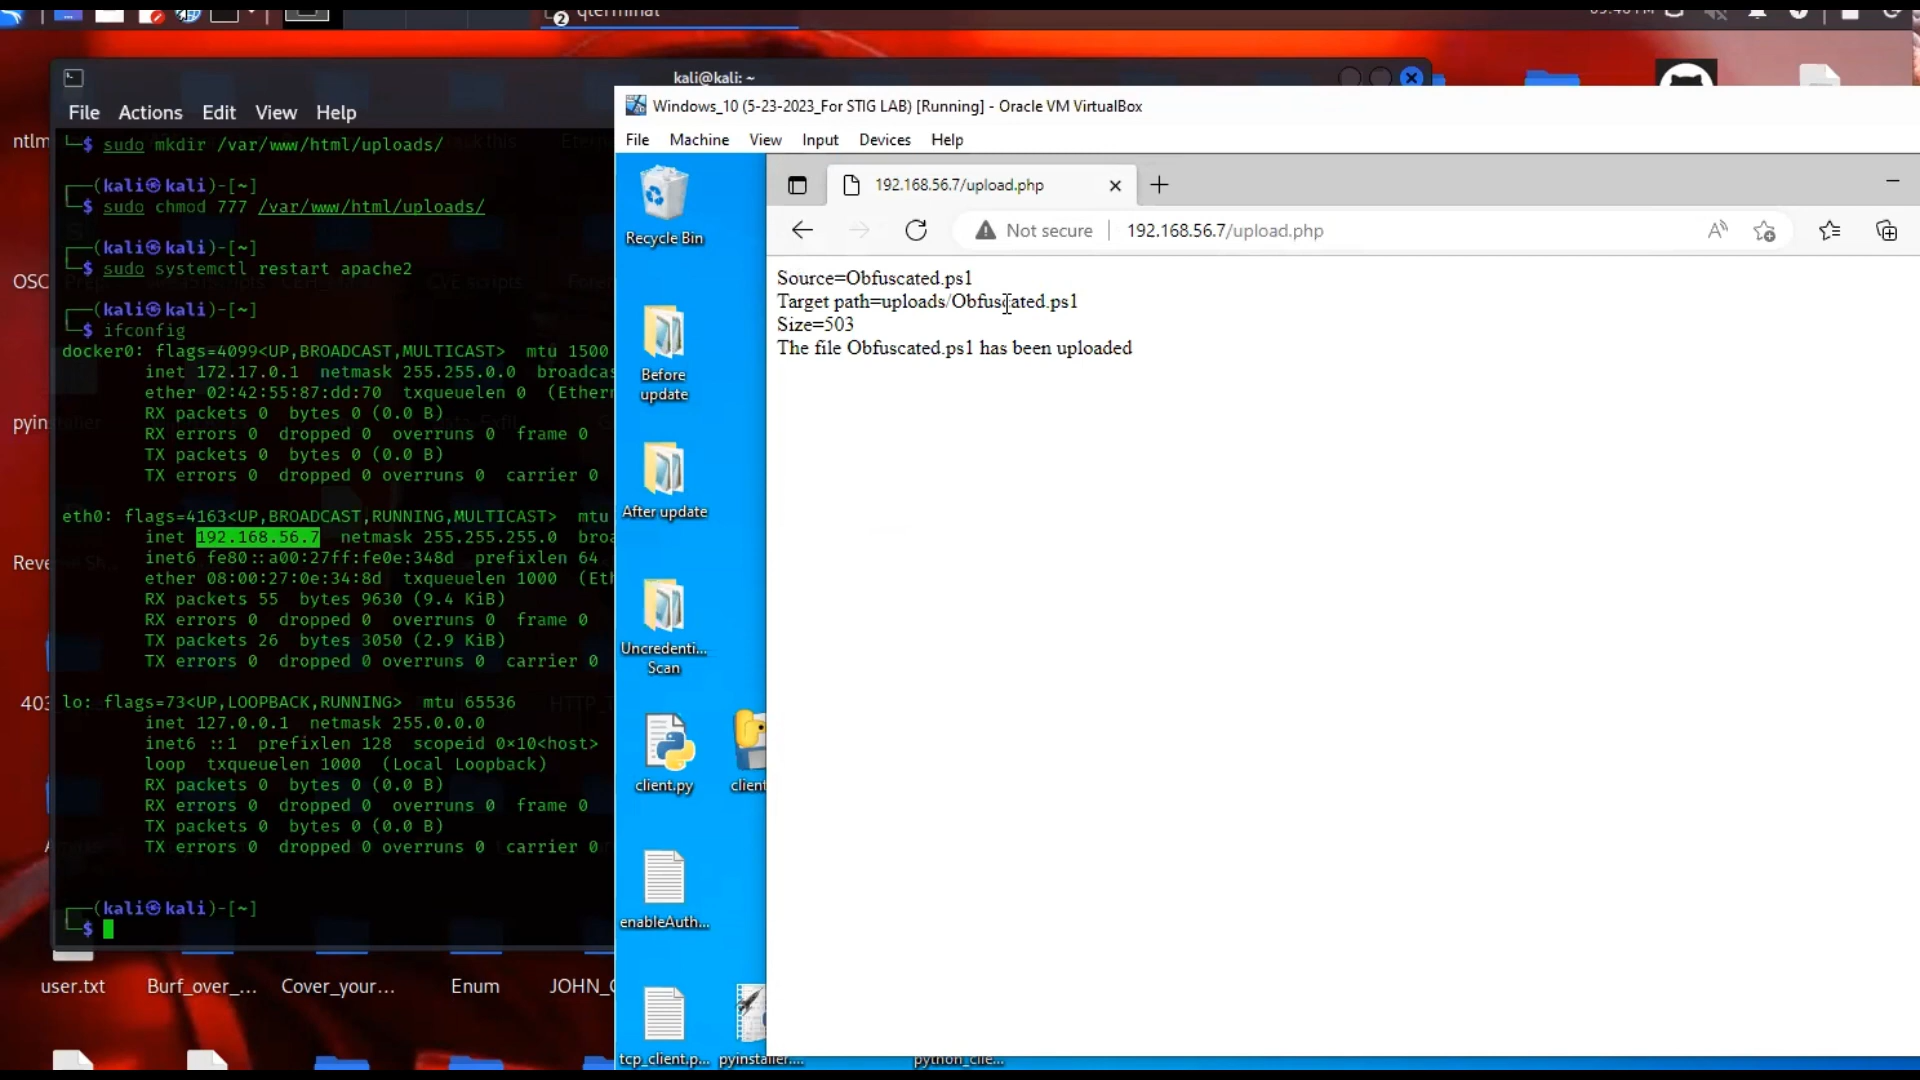 qterminal
2
kali@kali: ~
File Actions Edit View Help
└─$ sudo mkdir /var/www/html/uploads/
┌──(kali㉿kali)-[~]
└─$ sudo chmod 777 /var/www/html/uploads/
┌──(kali㉿kali)-[~]
└─$ sudo systemctl restart apache2
┌──(kali㉿kali)-[~]
└─$ ifconfig
docker0: flags=4099<UP,BROADCAST,MULTICAST> mtu 1500
inet 172.17.0.1 netmask 255.255.0.0 broadcas
ether 02:42:55:87:dd:70 txqueuelen 0 (Ether
RX packets 0 bytes 0 (0.0 B)
RX errors 0 dropped 0 overruns 0 frame 0
TX packets 0 bytes 0 (0.0 B)
TX errors 0 dropped 0 overruns 0 carrier 0
eth0: flags=4163<UP,BROADCAST,RUNNING,MULTICAST> mtu
inet 192.168.56.7 netmask 255.255.255.0 broa
inet6 fe80::a00:27ff:fe0e:348d prefixlen 64
ether 08:00:27:0e:34:8d txqueuelen 1000 (Eth
RX packets 55 bytes 9630 (9.4 KiB)
RX errors 0 dropped 0 overruns 0 frame 0
TX packets 26 bytes 3050 (2.9 KiB)
TX errors 0 dropped 0 overruns 0 carrier 0
lo: flags=73<UP,LOOPBACK,RUNNING> mtu 65536
inet 127.0.0.1 netmask 255.0.0.0
inet6 ::1 prefixlen 128 scopeid 0×10<host>
loop txqueuelen 1000 (Local Loopback)
RX packets 0 bytes 0 (0.0 B)
RX errors 0 dropped 0 overruns 0 frame 0
TX packets 0 bytes 0 (0.0 B)
TX errors 0 dropped 0 overruns 0 carrier 0
┌──(kali㉿kali)-[~]
└─$
ntlm
OSC
pyin
Reve
403
user.txt
Burf_over_...
Cover_your...
Enum
JOHN_
Windows_10 (5-23-2023_For STIG LAB) [Running] - Oracle VM VirtualBox
File Machine View Input Devices Help
Recycle Bin
Before
update
After update
Uncredenti...
Scan
client.py
client
enableAuth...
tcp_client.p...
pyinstaller....
python_clie...
192.168.56.7/upload.php
Not secure
192.168.56.7/upload.php
Source=Obfuscated.ps1
Target path=uploads/Obfuscated.ps1
Size=503
The file Obfuscated.ps1 has been uploaded